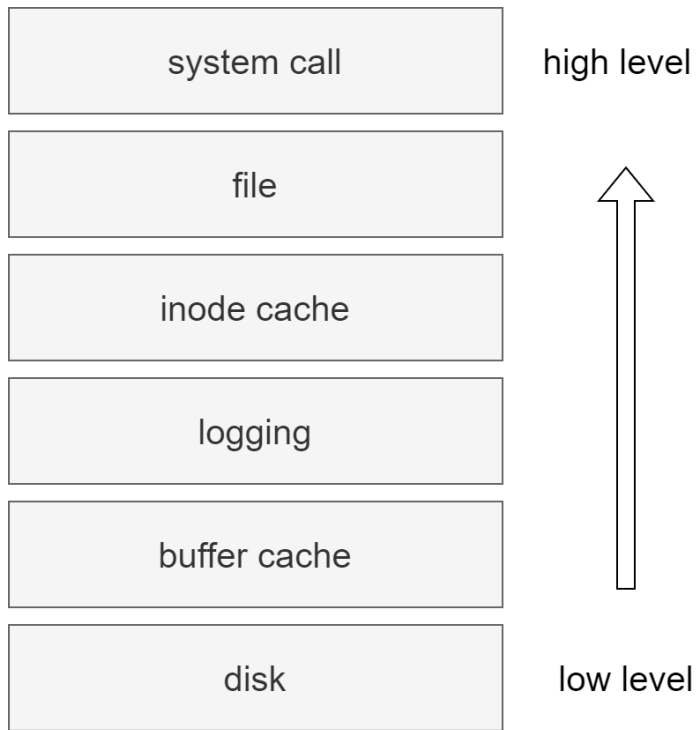 system call
high level
file
inode cache
logging
buffer cache
disk
low level